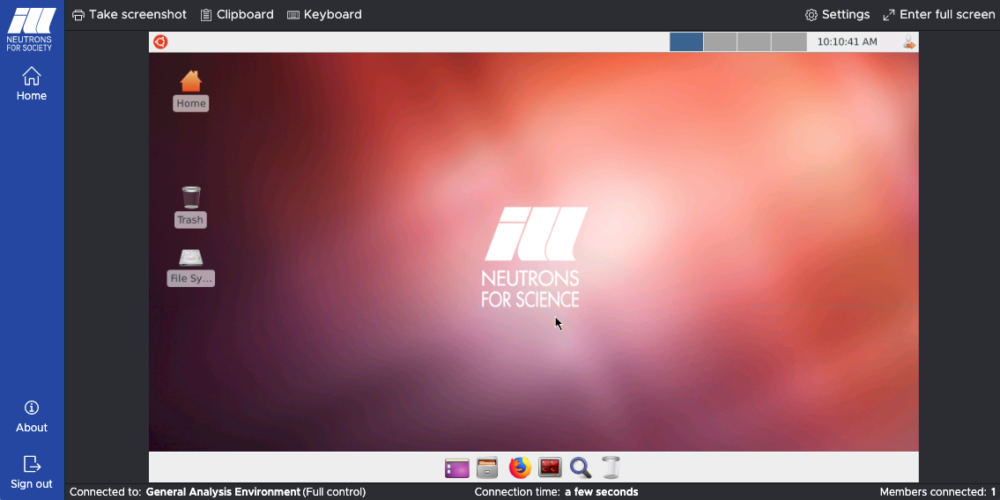 Take screenshot Clipboard Keyboard Settings Enter full screen
NEUTRONS
FOR SOCIETY
10:10:41 AM
Home
Home
Trash
File Sy...
NEUTRONS
FOR SCIENCE
About
Sign out
Connected to: General Analysis Environment (Full control) Connection time: a few seconds Members connected: 1